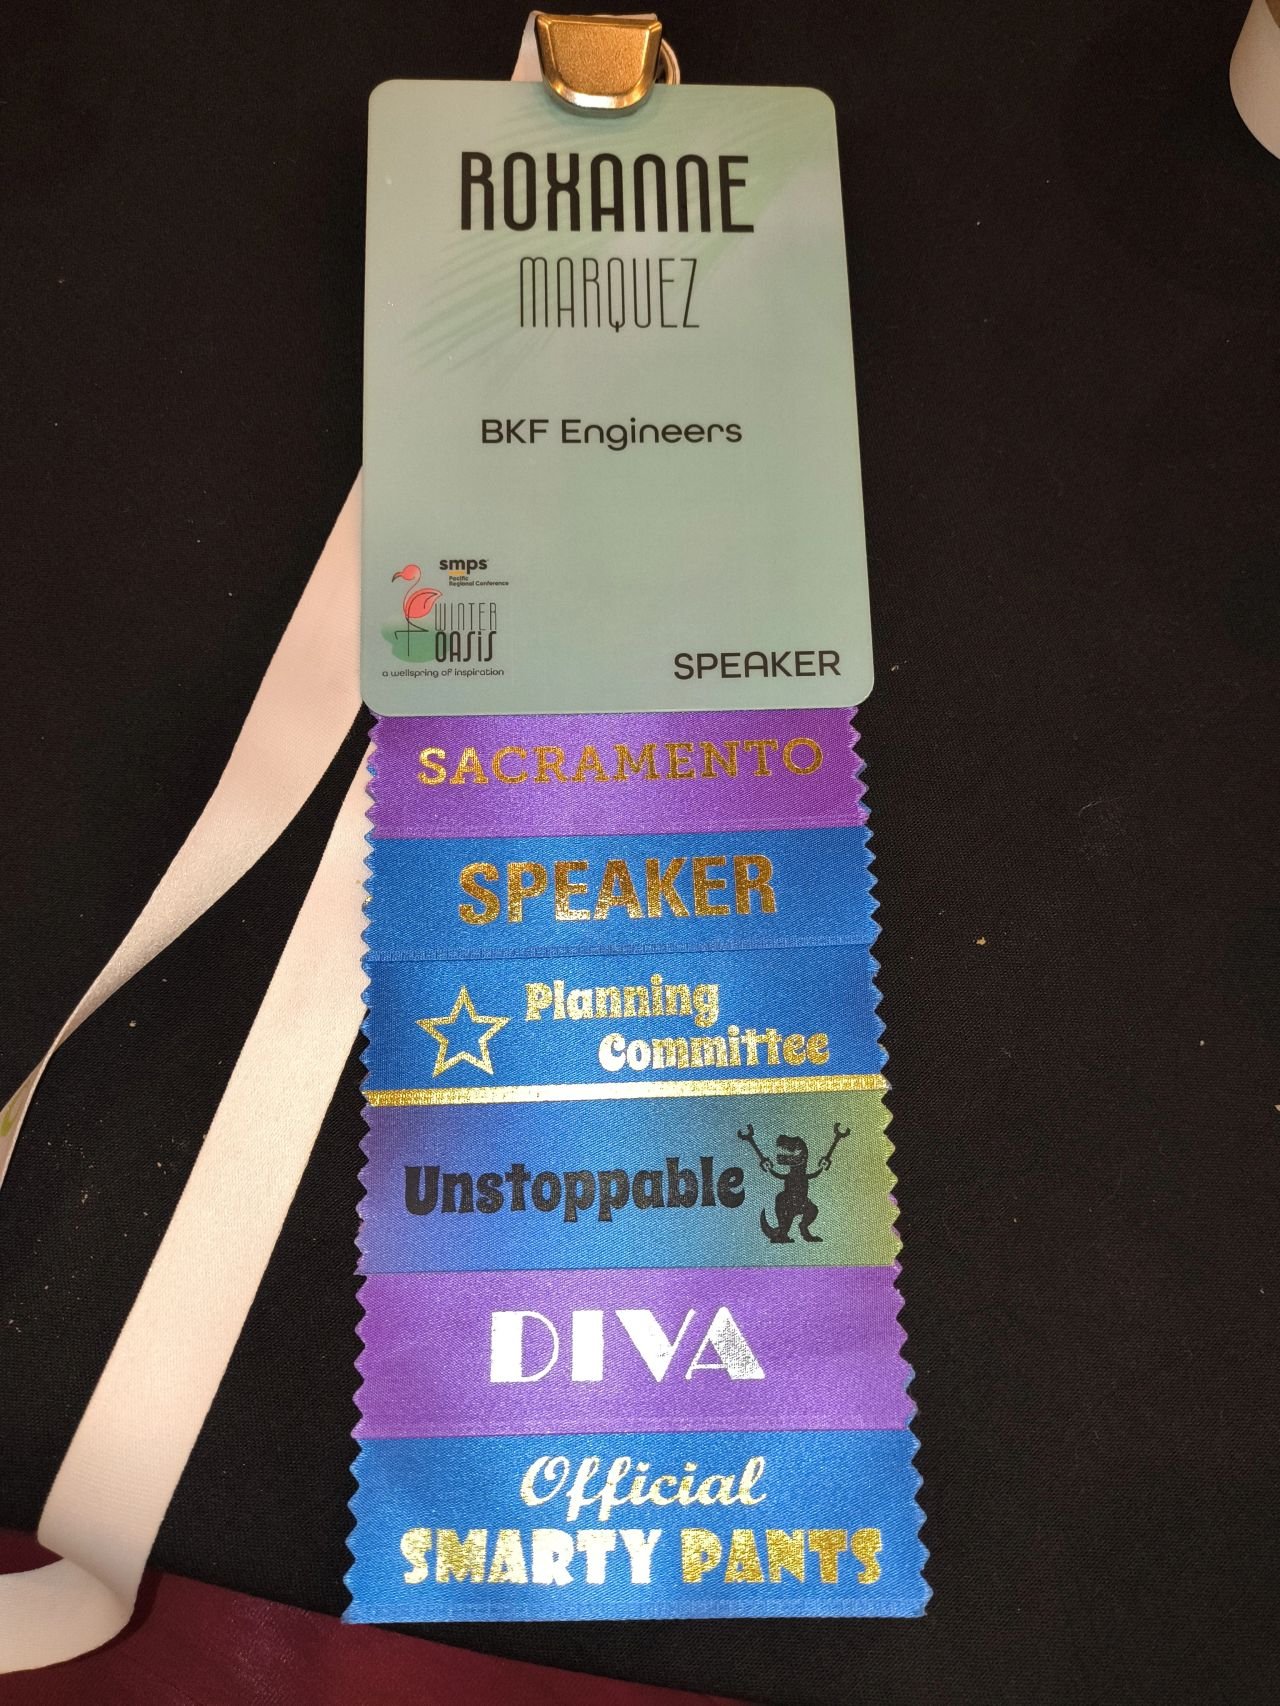 ROXANNE
MARQUEZ
BKF Engineers
smps
Pacific
Regional Conference
WINTER
OASIS
a wellspring of inspiration
SPEAKER
SACRAMENTO
SPEAKER
Planning
Committee
Unstoppable
DIVA
Official
SMARTY PANTS